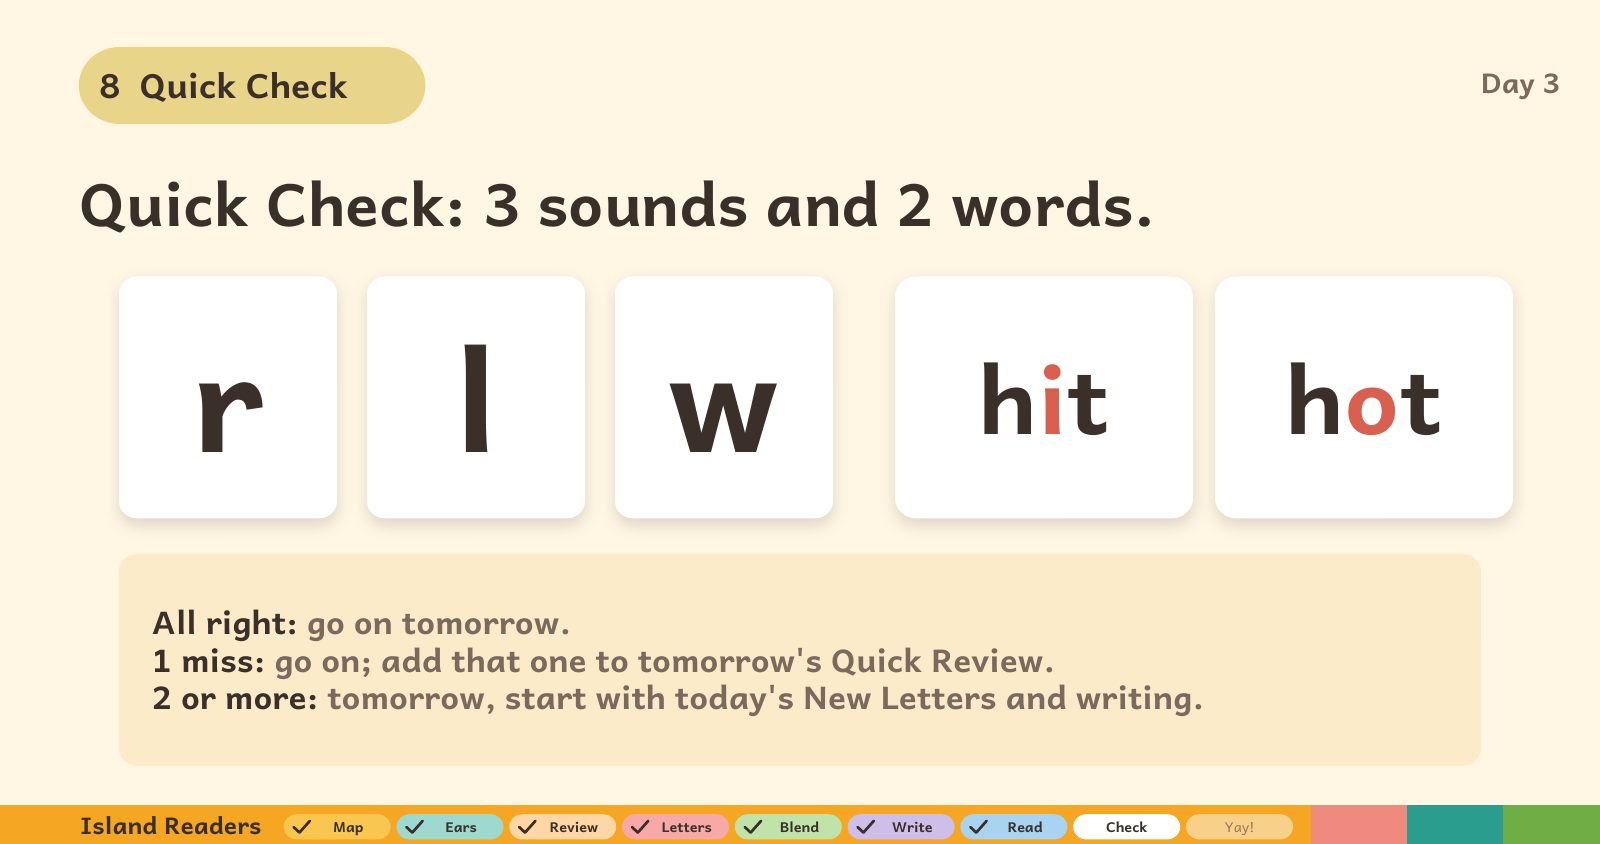 8 Quick Check
Day 3
Quick Check: 3 sounds and 2 words.
r l w hit hot
All right: go on tomorrow.
1 miss: go on; add that one to tomorrow's Quick Review.
2 or more: tomorrow, start with today's New Letters and writing.
Island Readers Map Ears Review Letters Blend Write Read Check Yay!